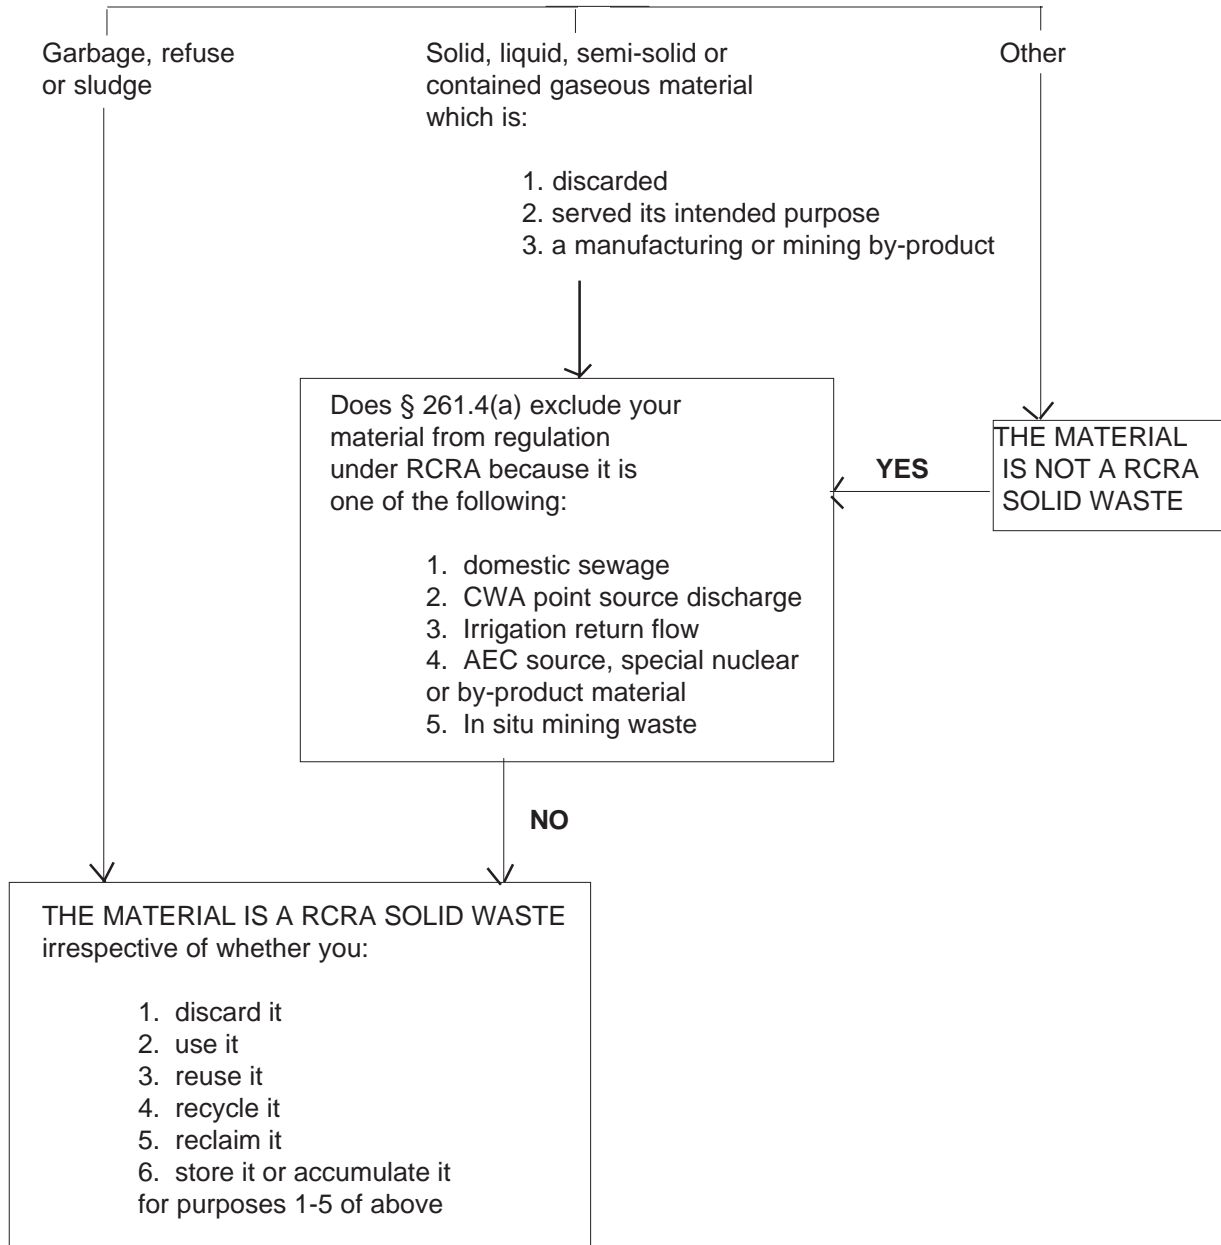 Garbage, refuse
or sludge
Solid, liquid, semi-solid or
contained gaseous material
which is:
1. discarded
2. served its intended purpose
3. a manufacturing or mining by-product
Other
Does § 261.4(a) exclude your
material from regulation
under RCRA because it is
one of the following:
1. domestic sewage
2. CWA point source discharge
3. Irrigation return flow
4. AEC source, special nuclear
or by-product material
5. In situ mining waste
YES
THE MATERIAL
IS NOT A RCRA
SOLID WASTE
NO
THE MATERIAL IS A RCRA SOLID WASTE
irrespective of whether you:
1. discard it
2. use it
3. reuse it
4. recycle it
5. reclaim it
6. store it or accumulate it
for purposes 1-5 of above